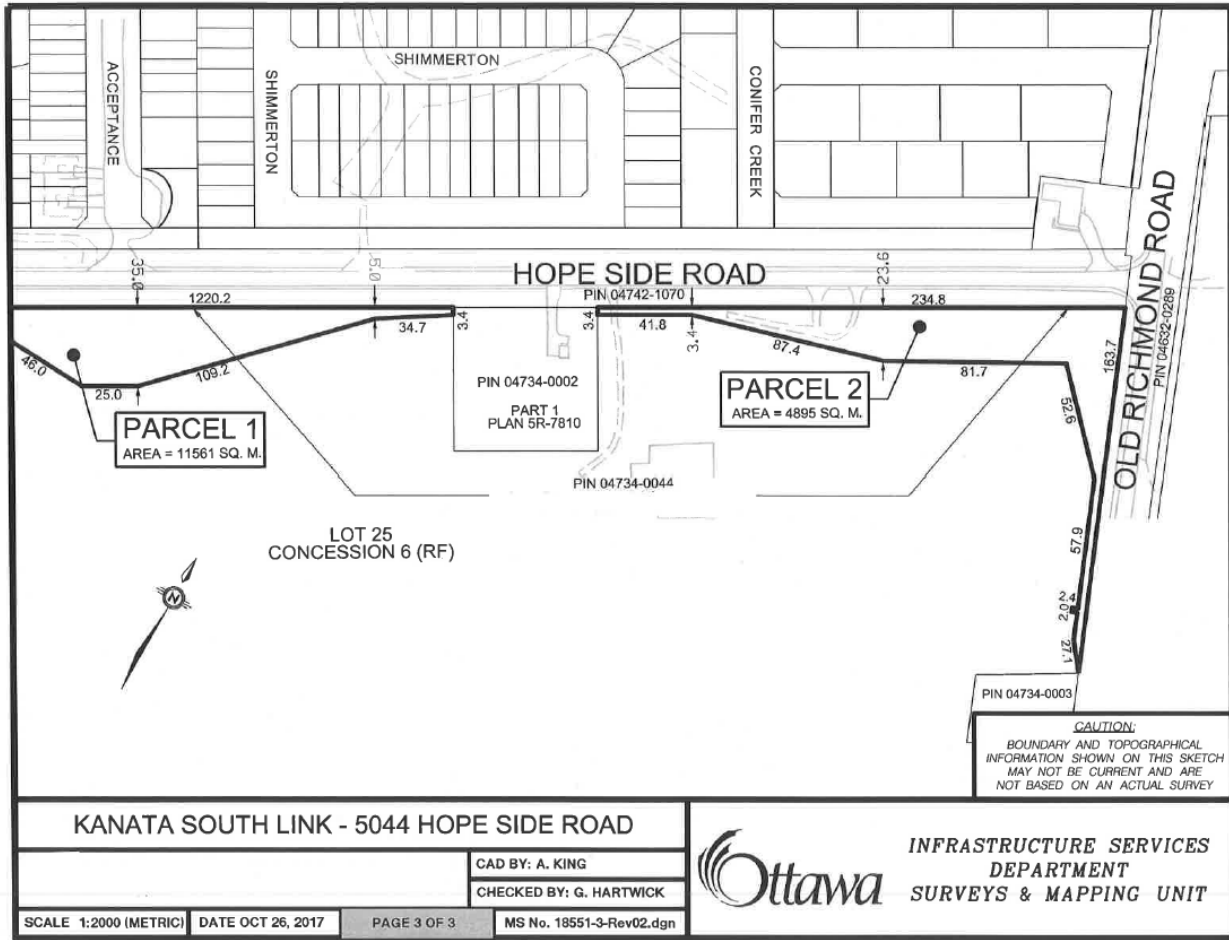 SHIMMERTON
ACCEPTANCE
SHIMMERTON
CONIFER CREEK
OLD RICHMOND ROAD
PIN 04632-0289
HOPE SIDE ROAD
PIN 04742-1070
35.0
5.0
23.6
1220.2
234.8
34.7
3.4
3.4
41.8
3.4
87.4
81.7
163.7
46.0
25.0
109.2
52.6
57.9
2.4
2.0
27.1
PARCEL 1
AREA = 11561 SQ. M.
PIN 04734-0002
PART 1
PLAN 5R-7810
PARCEL 2
AREA = 4895 SQ. M.
PIN 04734-0044
LOT 25
CONCESSION 6 (RF)
N
PIN 04734-0003
CAUTION:
BOUNDARY AND TOPOGRAPHICAL
INFORMATION SHOWN ON THIS SKETCH
MAY NOT BE CURRENT AND ARE
NOT BASED ON AN ACTUAL SURVEY
KANATA SOUTH LINK - 5044 HOPE SIDE ROAD
CAD BY: A. KING
CHECKED BY: G. HARTWICK
SCALE 1:2000 (METRIC)
DATE OCT 26, 2017
PAGE 3 OF 3
MS No. 18551-3-Rev02.dgn
Ottawa
INFRASTRUCTURE SERVICES
DEPARTMENT
SURVEYS & MAPPING UNIT